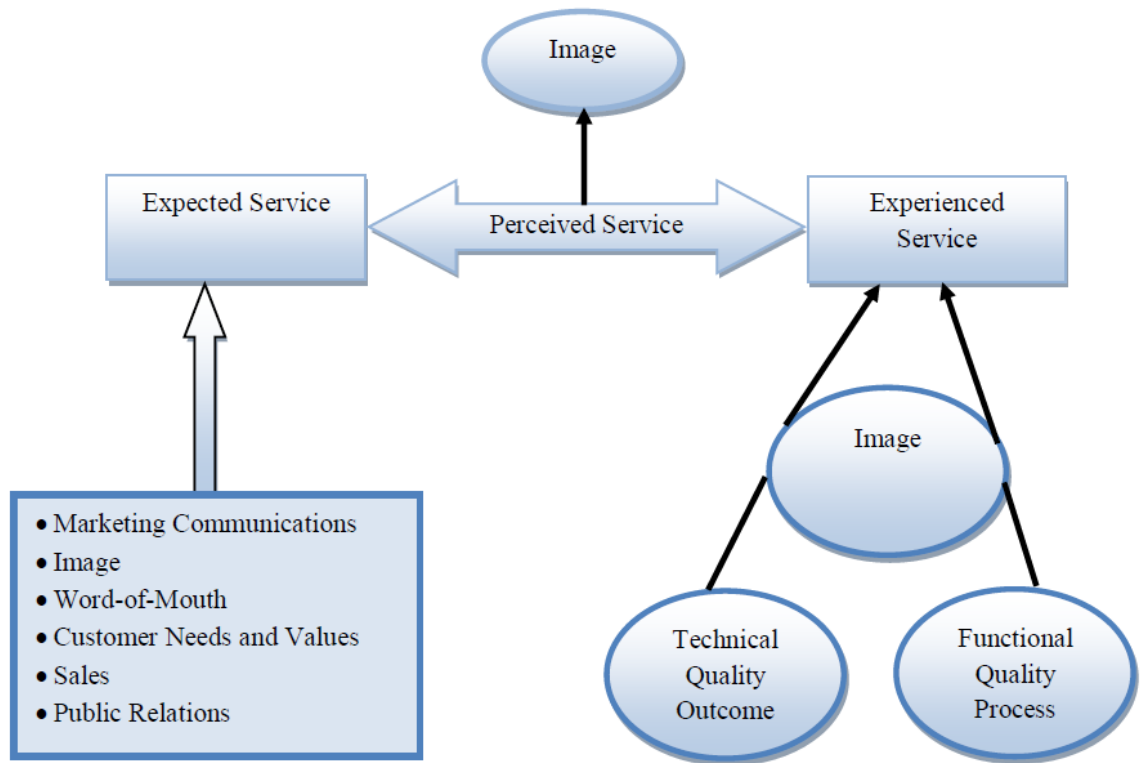 Image
Expected Service
Perceived Service
Experienced
Service
Image
• Marketing Communications
• Image
• Word-of-Mouth
• Customer Needs and Values
• Sales
• Public Relations
Technical
Quality
Outcome
Functional
Quality
Process